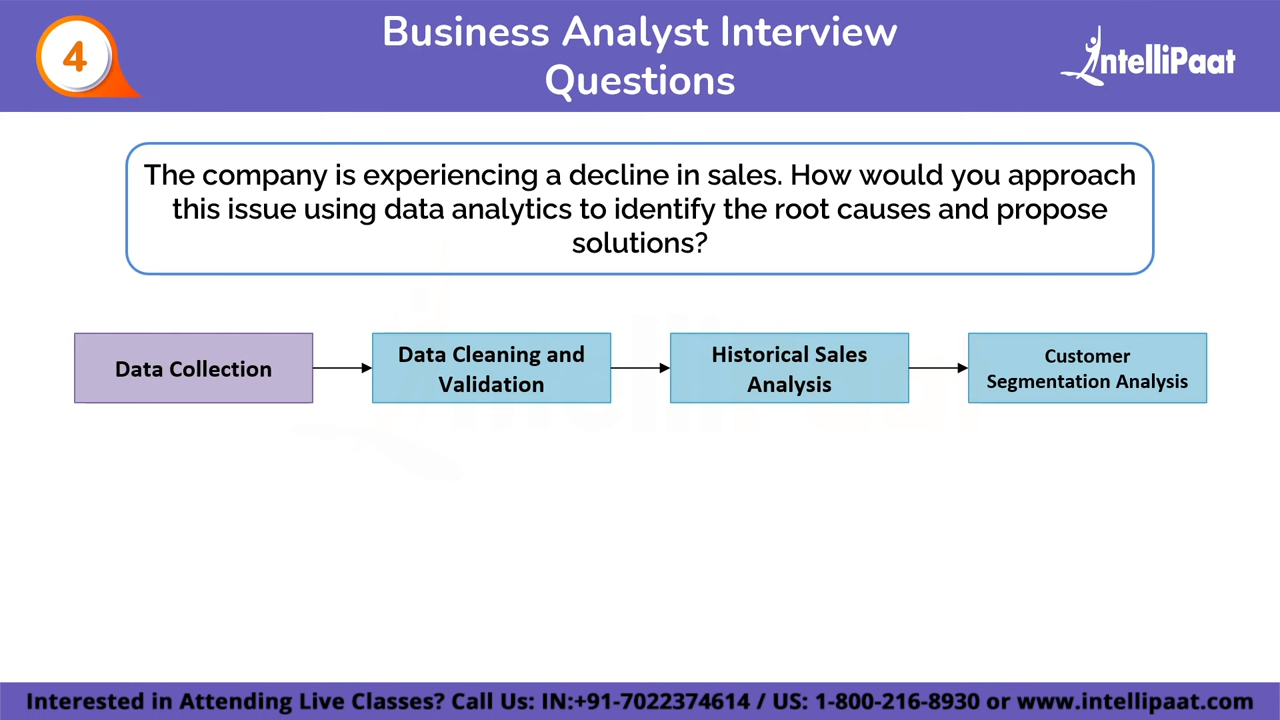 4
Business Analyst Interview
Questions
IntelliPaat
The company is experiencing a decline in sales. How would you approach
this issue using data analytics to identify the root causes and propose
solutions?
Data Collection
Data Cleaning and
Validation
Historical Sales
Analysis
Customer
Segmentation Analysis
Interested in Attending Live Classes? Call Us: IN:+91-7022374614 / US: 1-800-216-8930 or www.intellipaat.com